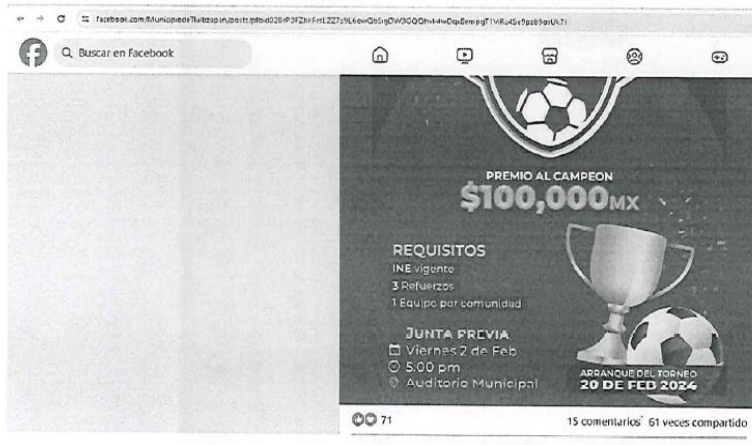 Buscar en Facebook
PREMIO AL CAMPEON
$100,000MX
REQUISITOS
INE vigente
3 Refuerzos
1 Equipo por comunidad
JUNTA PREVIA
Viernes 2 de Feb
5:00 pm
Auditorio Municipal
ARRANQUE DEL TORNEO
20 DE FEB 2024
71
15 comentarios 61 veces compartido